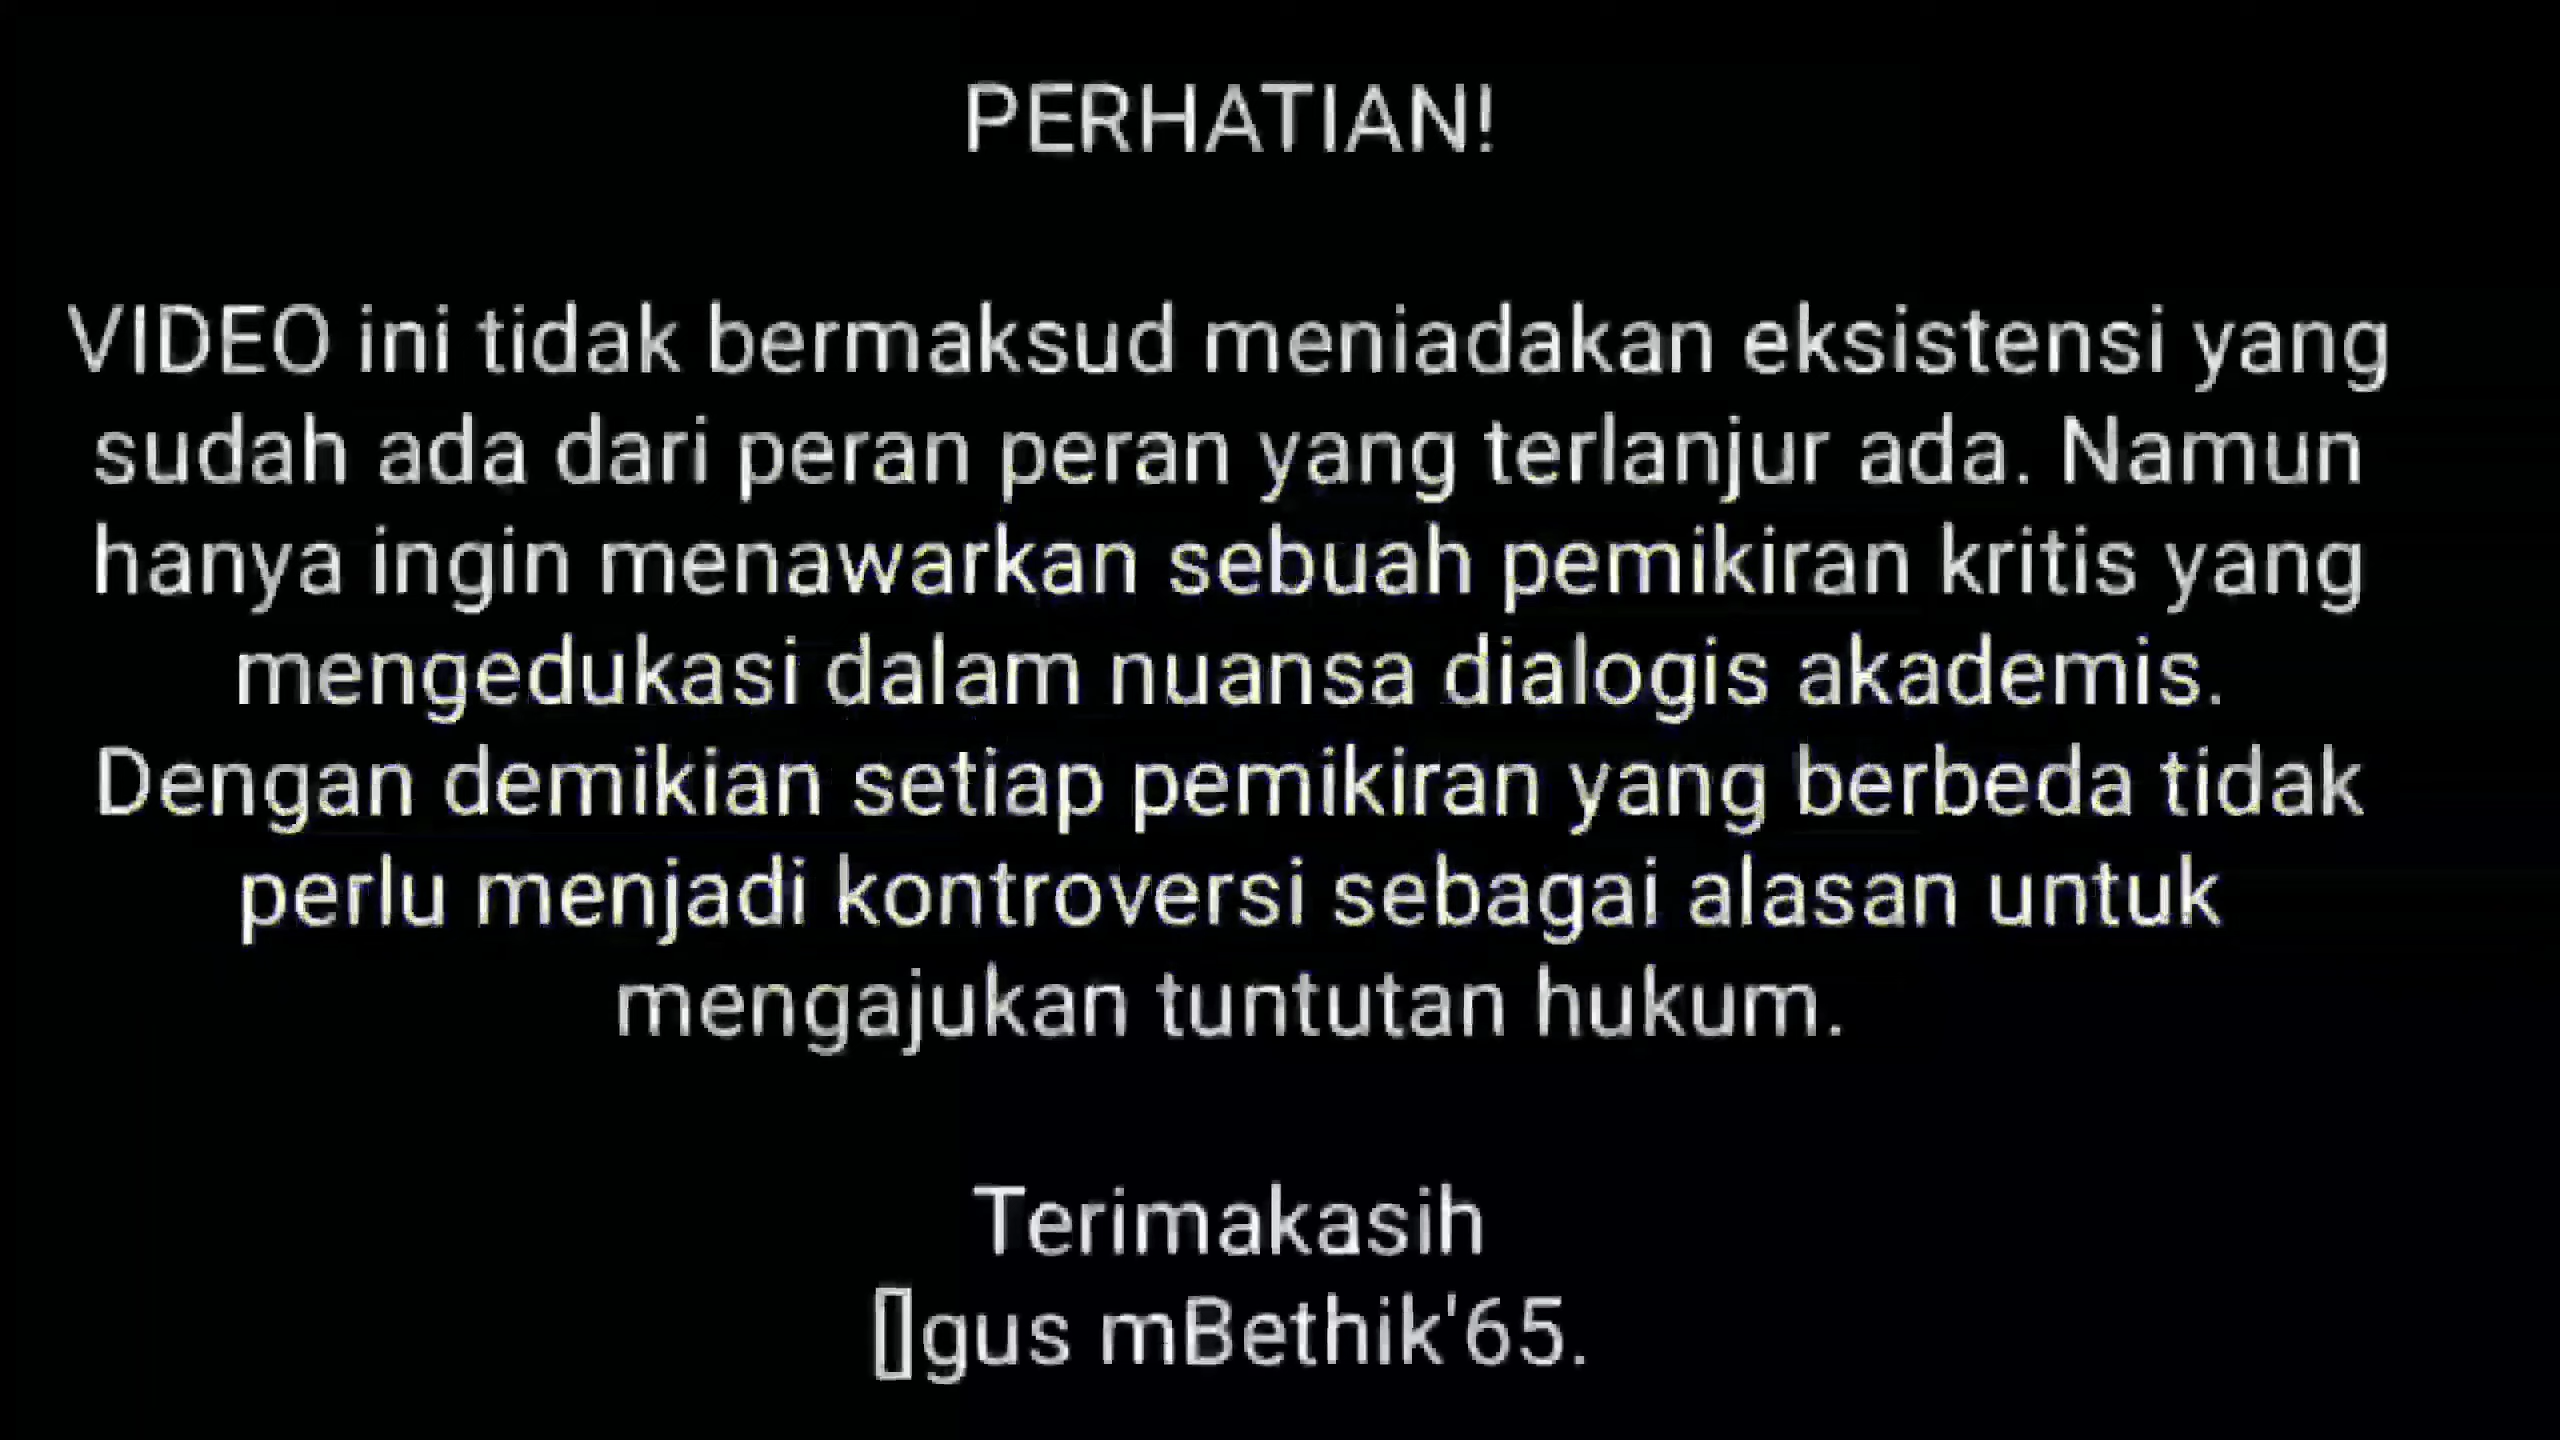 PERHATIAN!
VIDEO ini tidak bermaksud meniadakan eksistensi yang
sudah ada dari peran peran yang terlanjur ada. Namun
hanya ingin menawarkan sebuah pemikiran kritis yang
mengedukasi dalam nuansa dialogis akademis.
Dengan demikian setiap pemikiran yang berbeda tidak
perlu menjadi kontroversi sebagai alasan untuk
mengajukan tuntutan hukum.
Terimakasih
▯gus mBethik'65.